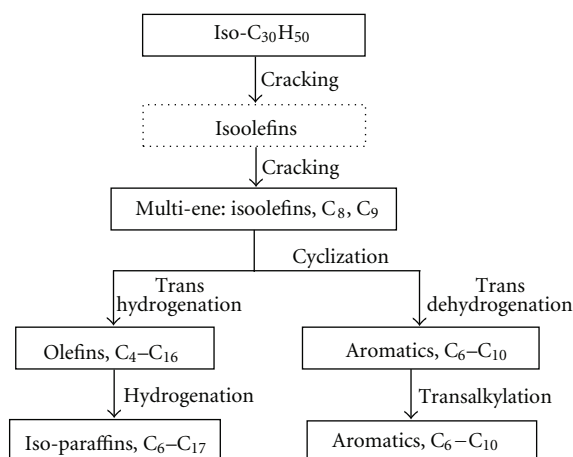 Iso-C₃₀H₅₀
Cracking
Isoolefins
Cracking
Multi-ene: isoolefins, C₈, C₉
Cyclization
Trans
hydrogenation
Trans
dehydrogenation
Olefins, C₄–C₁₆
Aromatics, C₆–C₁₀
Hydrogenation
Transalkylation
Iso-paraffins, C₆–C₁₇
Aromatics, C₆–C₁₀